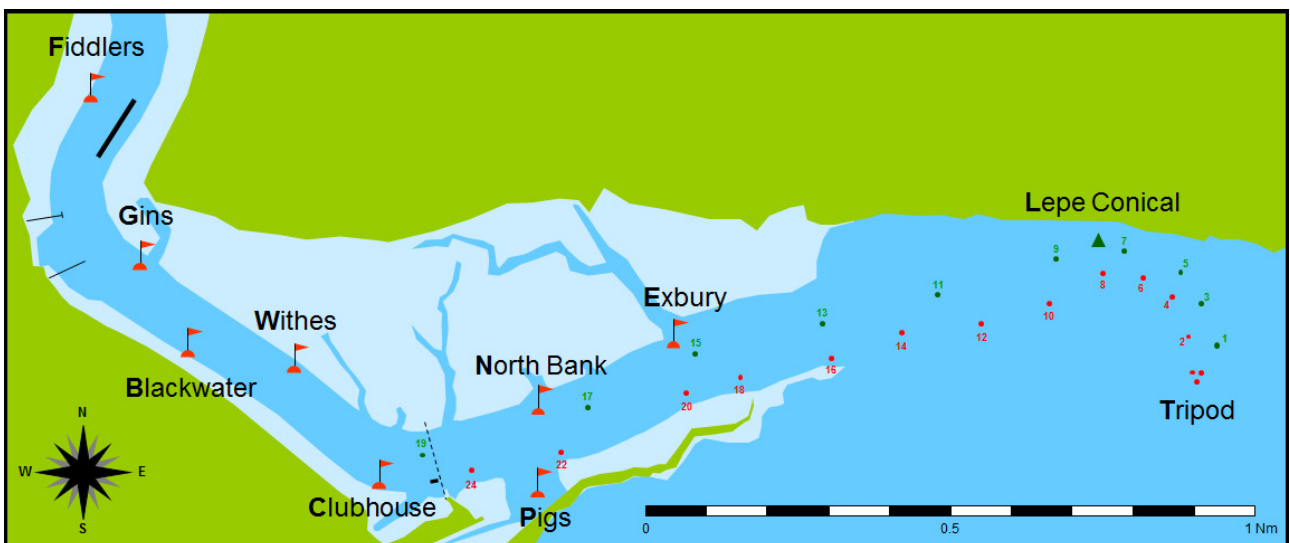 Fiddlers
Gins
Lepe Conical
7
9
5
11
8
6
Exbury
4
3
10
13
Withes
12
2
1
14
15
North Bank
16
Blackwater
18
17
20
Tripod
N
19
W E
22
24
Clubhouse
S
Pigs
0 0.5 1 Nm